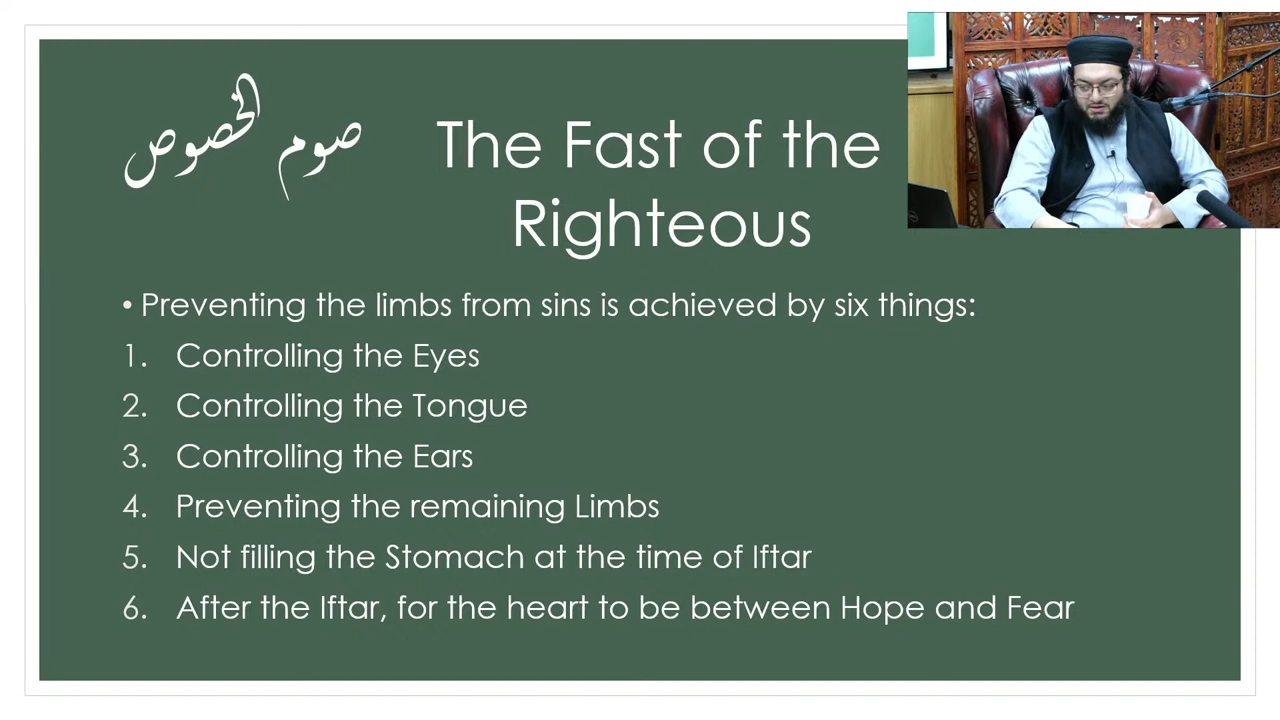 صوم الخصوص
The Fast of the
Righteous
• Preventing the limbs from sins is achieved by six things:
1. Controlling the Eyes
2. Controlling the Tongue
3. Controlling the Ears
4. Preventing the remaining Limbs
5. Not filling the Stomach at the time of Iftar
6. After the Iftar, for the heart to be between Hope and Fear